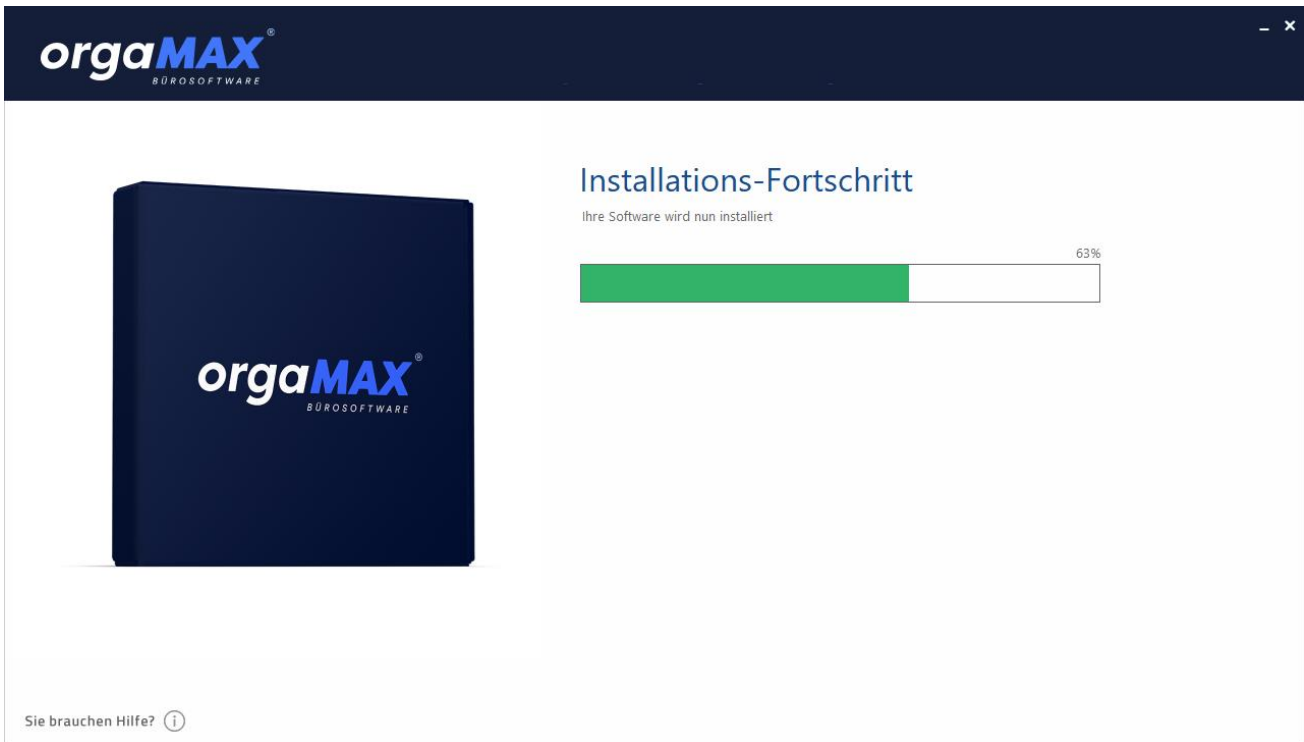 orgaMAX®
BÜROSOFTWARE
Installations-Fortschritt
Ihre Software wird nun installiert
63%
orgaMAX®
BÜROSOFTWARE
Sie brauchen Hilfe?